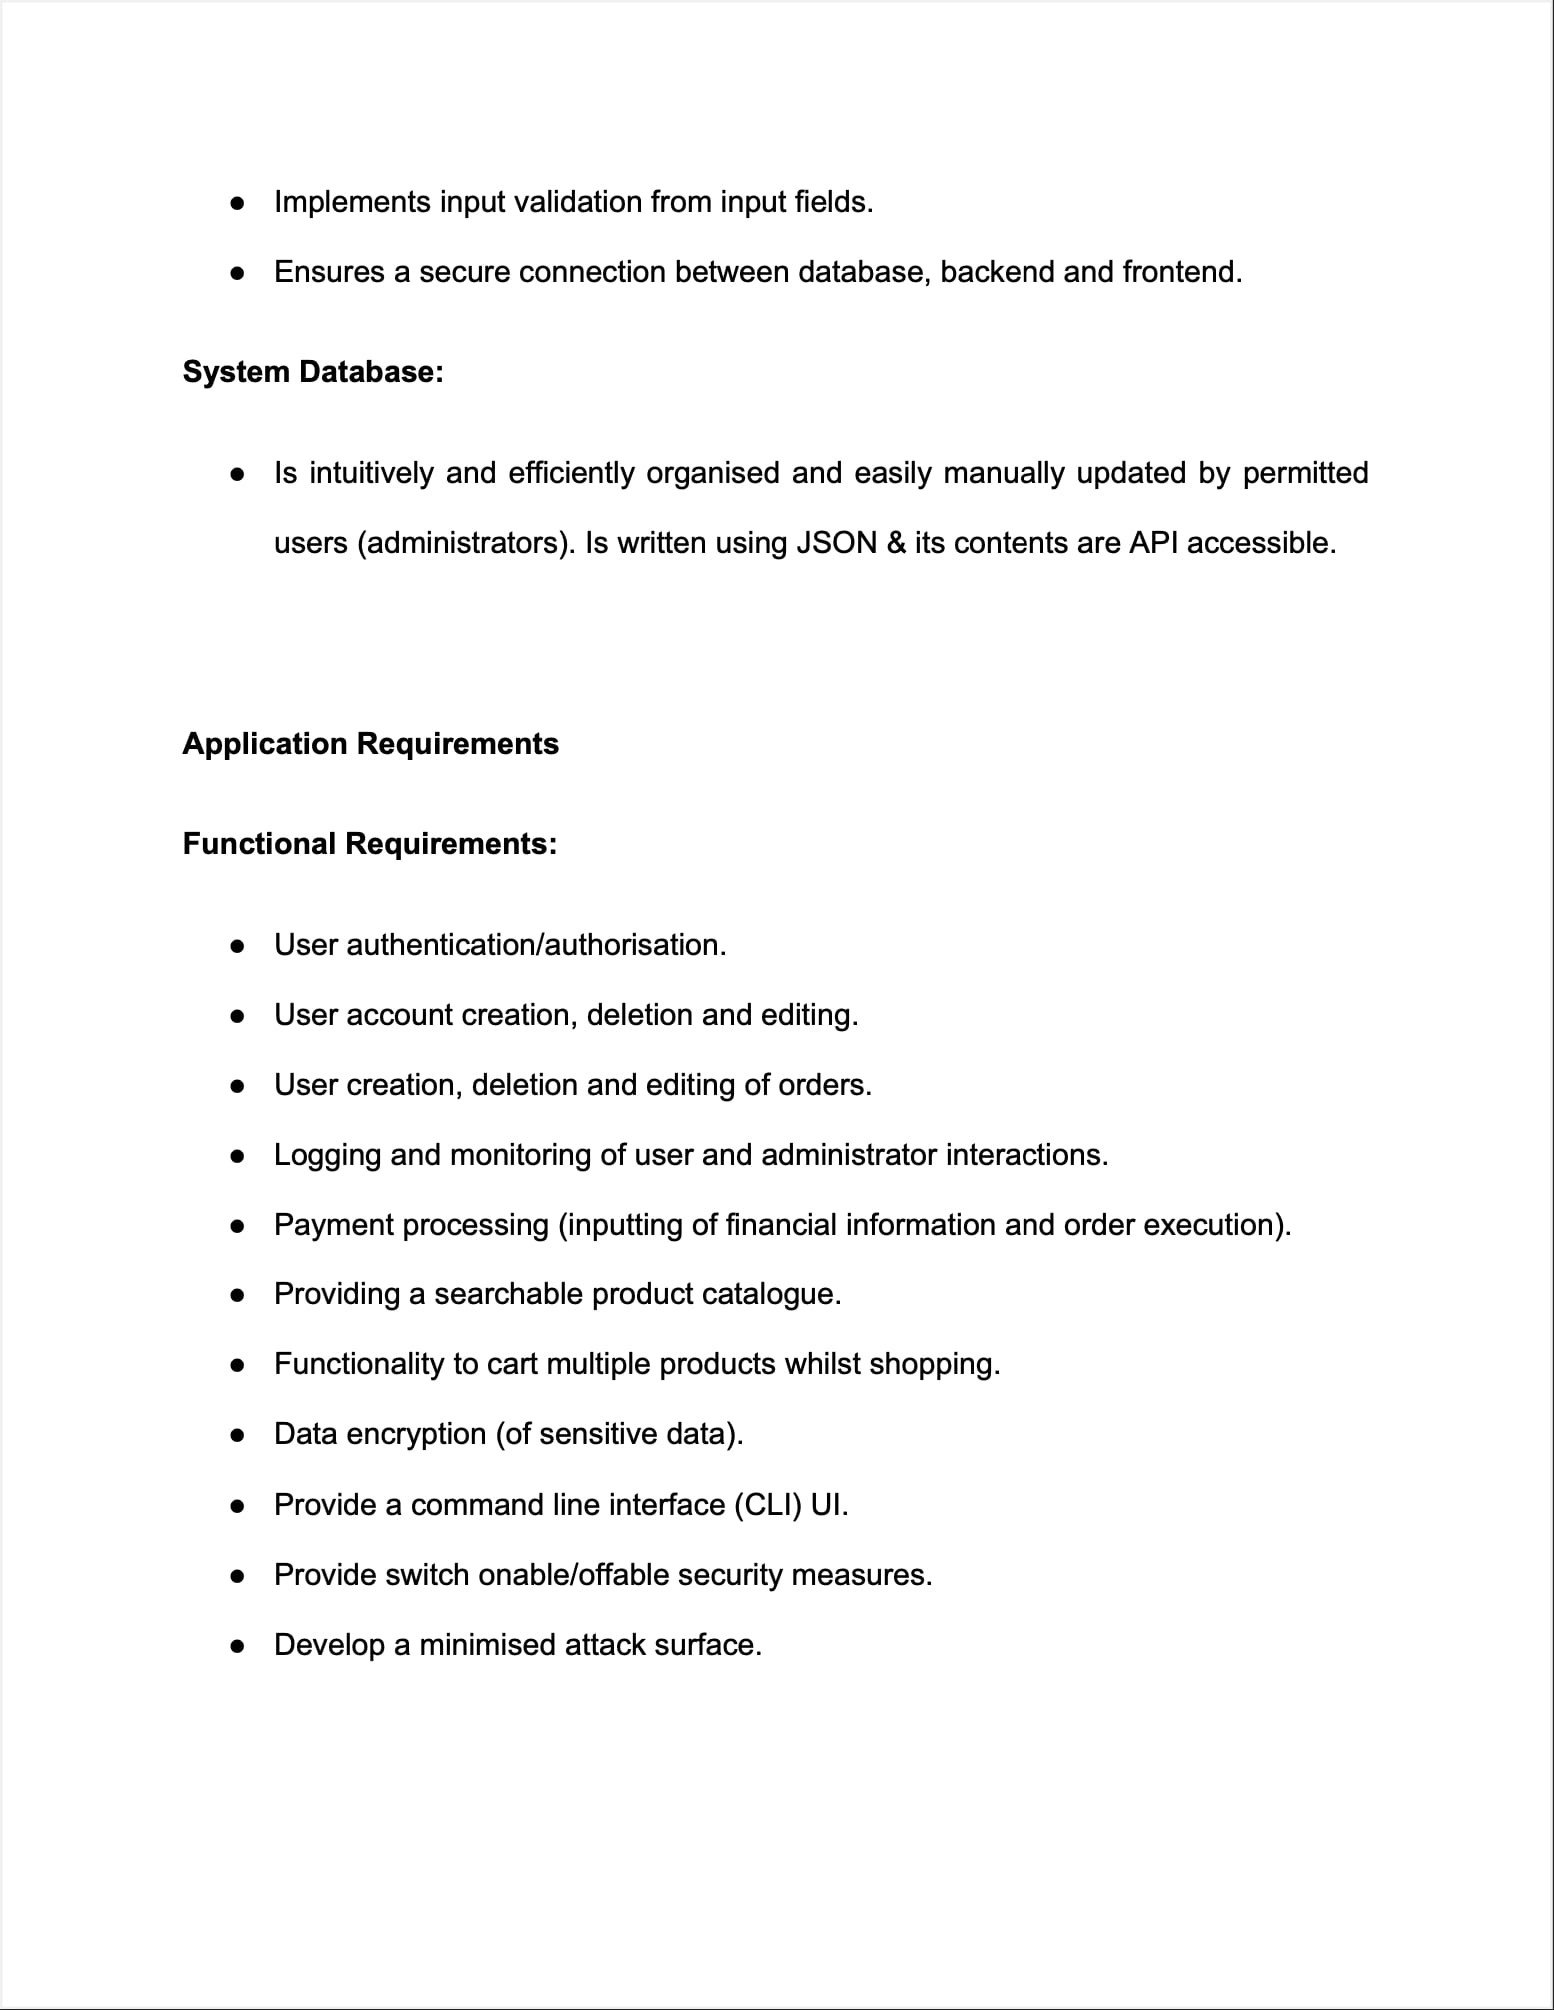 ● Implements input validation from input fields.
● Ensures a secure connection between database, backend and frontend.
System Database:
● Is intuitively and efficiently organised and easily manually updated by permitted
users (administrators). Is written using JSON & its contents are API accessible.
Application Requirements
Functional Requirements:
● User authentication/authorisation.
● User account creation, deletion and editing.
● User creation, deletion and editing of orders.
● Logging and monitoring of user and administrator interactions.
● Payment processing (inputting of financial information and order execution).
● Providing a searchable product catalogue.
● Functionality to cart multiple products whilst shopping.
● Data encryption (of sensitive data).
● Provide a command line interface (CLI) UI.
● Provide switch onable/offable security measures.
● Develop a minimised attack surface.